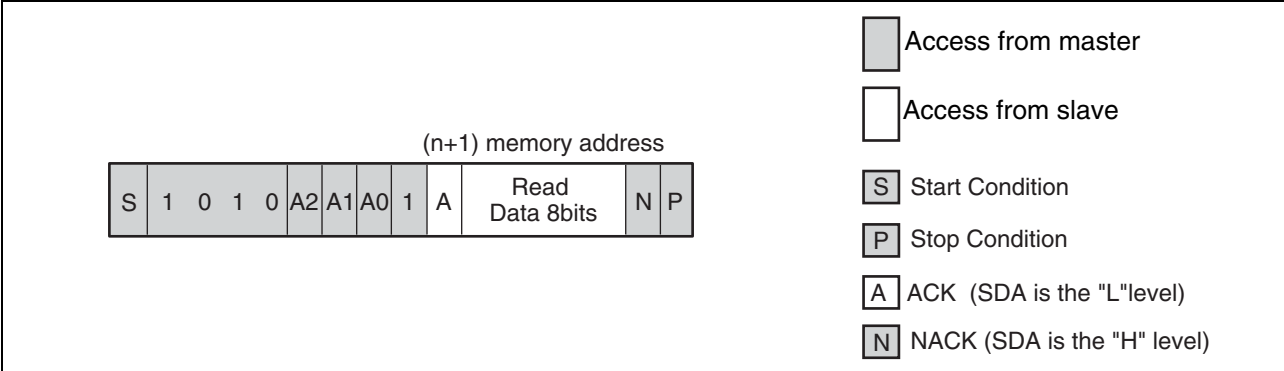 (n+1) memory address
S 1 0 1 0 A2 A1 A0 1 A Read Data 8bits N P
Access from master
Access from slave
S Start Condition
P Stop Condition
A ACK (SDA is the "L"level)
N NACK (SDA is the "H" level)